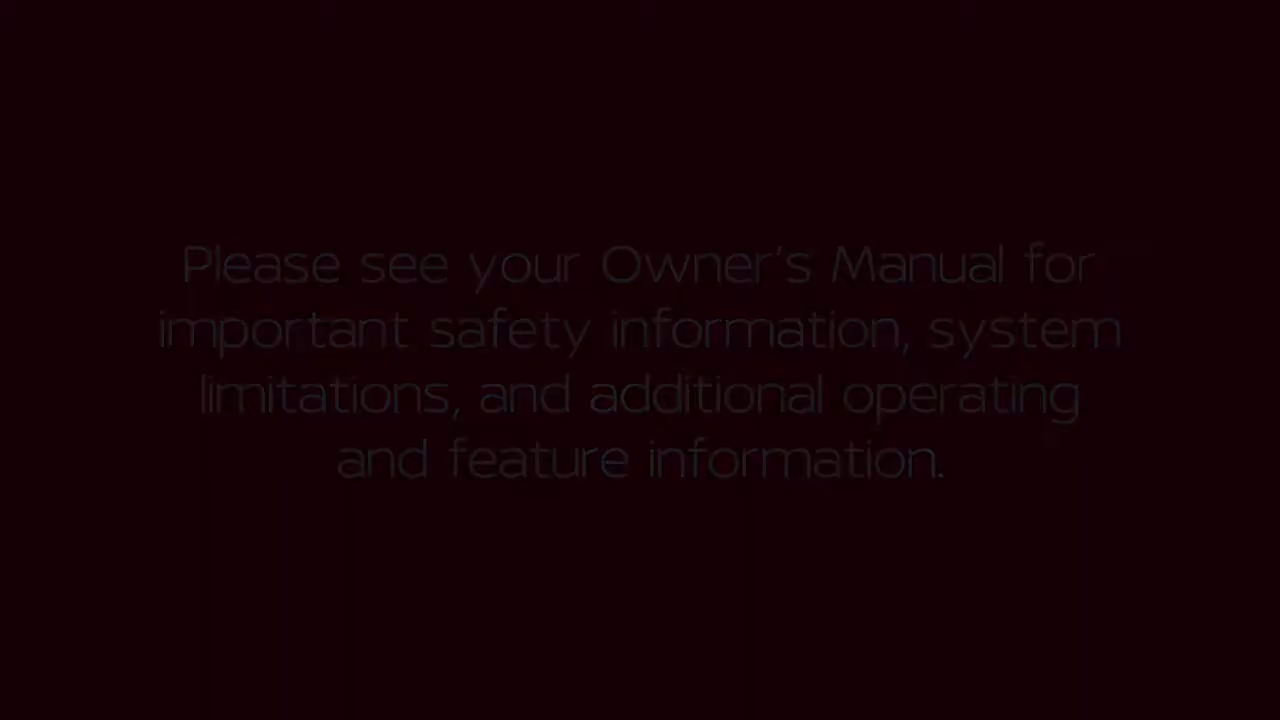 Please see your Owner's Manual for
important safety information, system
limitations, and additional operating
and feature information.